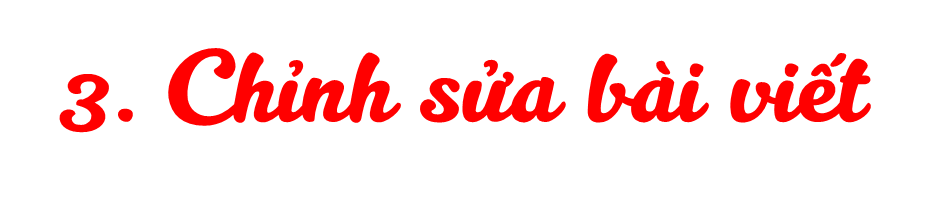 3. Chỉnh sửa bài viết